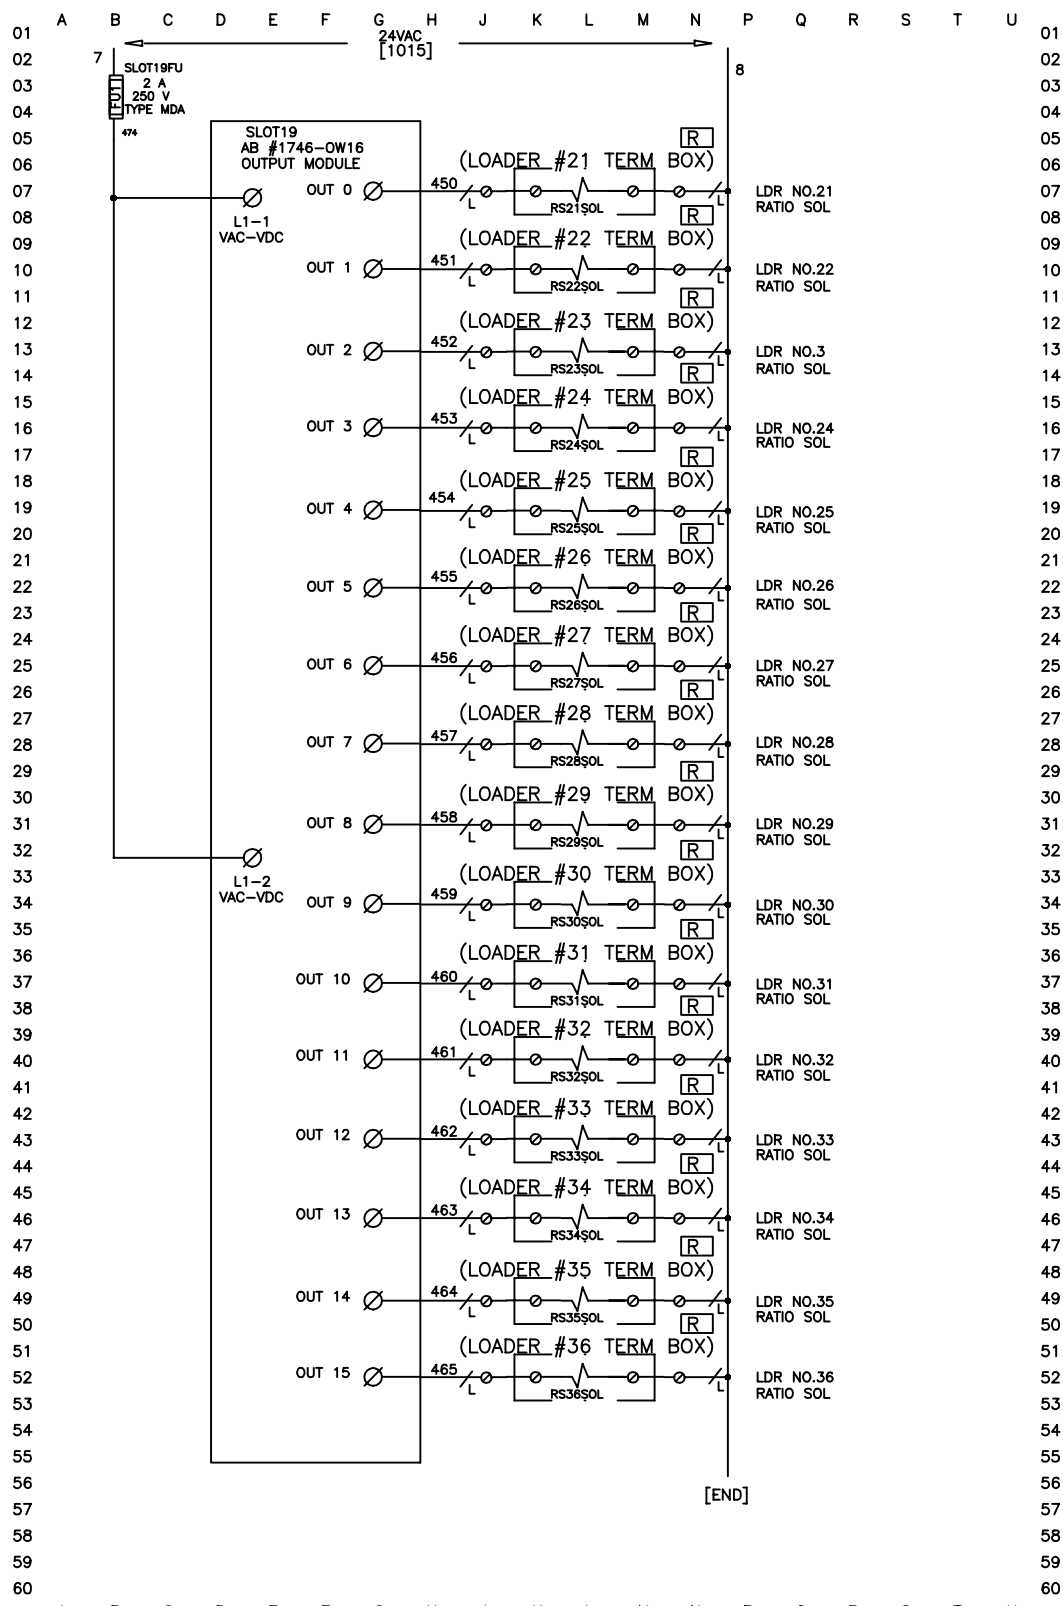 A B C D E F G H J K L M N P Q R S T U
01 24VAC 01
[1015]
02 7 8 02
SLOT19FU
03 2 A 03
250 V
04 TYPE MDA 04
FU1
474
05 SLOT19 R 05
AB #1746-OW16
06 OUTPUT MODULE (LOADER #21 TERM BOX) 06
07 OUT 0 450 L L LDR NO.21 07
RS21SOL RATIO SOL
08 L1-1 R 08
09 VAC-VDC (LOADER #22 TERM BOX) 09
10 OUT 1 451 L L LDR NO.22 10
RS22SOL RATIO SOL
11 R 11
12 (LOADER #23 TERM BOX) 12
13 OUT 2 452 L L LDR NO.3 13
RS23SOL RATIO SOL
14 R 14
15 (LOADER #24 TERM BOX) 15
16 OUT 3 453 L L LDR NO.24 16
RS24SOL RATIO SOL
17 R 17
18 (LOADER #25 TERM BOX) 18
19 OUT 4 454 L L LDR NO.25 19
RS25SOL RATIO SOL
20 R 20
21 (LOADER #26 TERM BOX) 21
22 OUT 5 455 L L LDR NO.26 22
RS26SOL RATIO SOL
23 R 23
24 (LOADER #27 TERM BOX) 24
25 OUT 6 456 L L LDR NO.27 25
RS27SOL RATIO SOL
26 R 26
27 (LOADER #28 TERM BOX) 27
28 OUT 7 457 L L LDR NO.28 28
RS28SOL RATIO SOL
29 R 29
30 (LOADER #29 TERM BOX) 30
31 OUT 8 458 L L LDR NO.29 31
RS29SOL RATIO SOL
32 R 32
33 L1-2 (LOADER #30 TERM BOX) 33
VAC-VDC
34 OUT 9 459 L L LDR NO.30 34
RS30SOL RATIO SOL
35 R 35
36 (LOADER #31 TERM BOX) 36
37 OUT 10 460 L L LDR NO.31 37
RS31SOL RATIO SOL
38 R 38
39 (LOADER #32 TERM BOX) 39
40 OUT 11 461 L L LDR NO.32 40
RS32SOL RATIO SOL
41 R 41
42 (LOADER #33 TERM BOX) 42
43 OUT 12 462 L L LDR NO.33 43
RS33SOL RATIO SOL
44 R 44
45 (LOADER #34 TERM BOX) 45
46 OUT 13 463 L L LDR NO.34 46
RS34SOL RATIO SOL
47 R 47
48 (LOADER #35 TERM BOX) 48
49 OUT 14 464 L L LDR NO.35 49
RS35SOL RATIO SOL
50 R 50
51 (LOADER #36 TERM BOX) 51
52 OUT 15 465 L L LDR NO.36 52
RS36SOL RATIO SOL
53 53
54 54
55 55
56 56
[END]
57 57
58 58
59 59
60 60